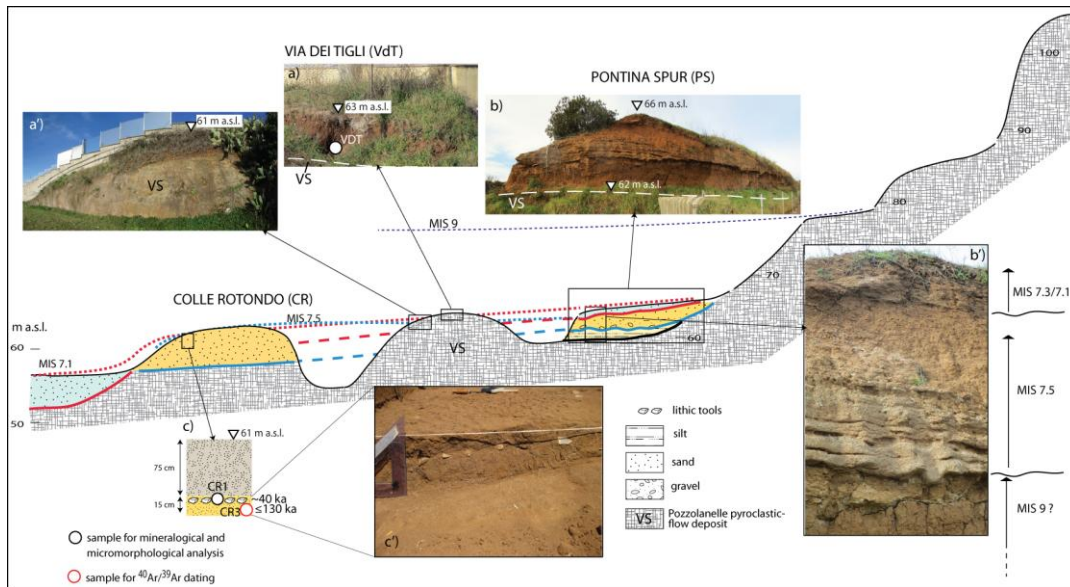 VIA DEI TIGLI (VdT)
a)
63 m a.s.l.
VDT
VS
a')
61 m a.s.l.
VS
PONTINA SPUR (PS)
b)
66 m a.s.l.
62 m a.s.l.
VS
100
90
80
70
60
MIS 9
COLLE ROTONDO (CR)
m a.s.l.
60
50
MIS 7.5
MIS 7.1
VS
b')
MIS 7.3/7.1
MIS 7.5
MIS 9 ?
c)
61 m a.s.l.
75 cm
15 cm
CR1
~40 ka
CR3
≤130 ka
c')
sample for mineralogical and
micromorphological analysis
sample for 40Ar/39Ar dating
lithic tools
silt
sand
gravel
VS
Pozzolanelle pyroclastic-
flow deposit